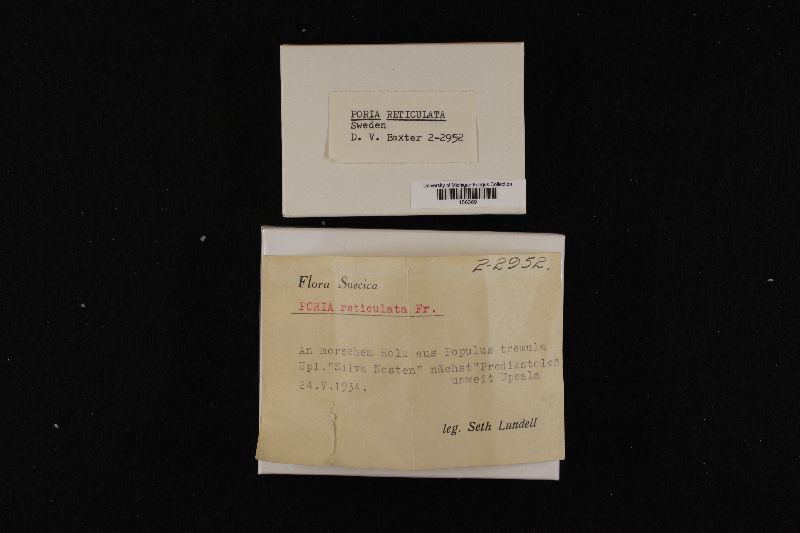 PORIA RETICULATA
Sweden
D. V. Baxter 2-2952
University of Michigan Fungus Collection
2-2952.
Flora Suecica
PORIA reticulata Fr.
An morschem Holz aus Populus tremula
Upl."Silva Nosten" nächst"Predikstolen"
unweit Upsala
24.V.1934.
leg. Seth Lundell